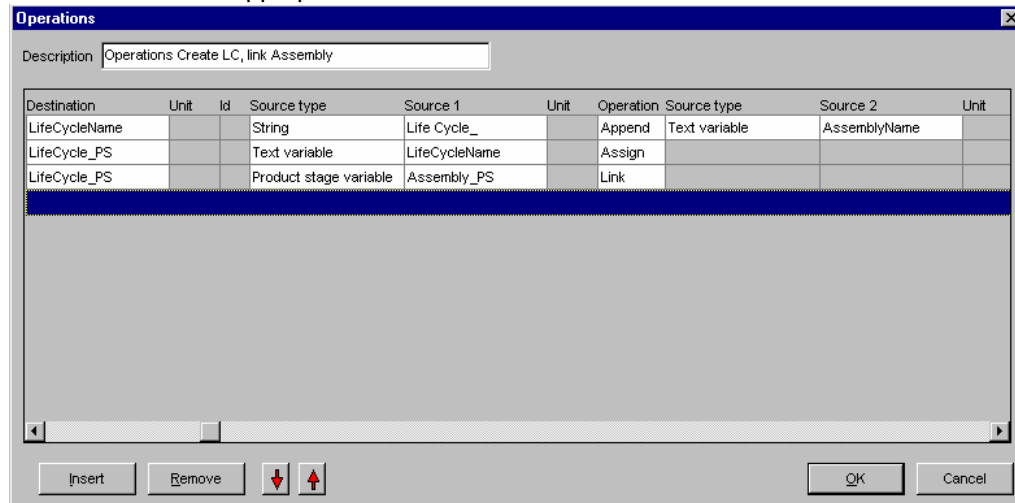 Operations
Description Operations Create LC, link Assembly
Destination Unit Id Source type Source 1 Unit Operation Source type Source 2 Unit
LifeCycleName String Life Cycle_ Append Text variable AssemblyName
LifeCycle_PS Text variable LifeCycleName Assign
LifeCycle_PS Product stage variable Assembly_PS Link
Insert Remove OK Cancel